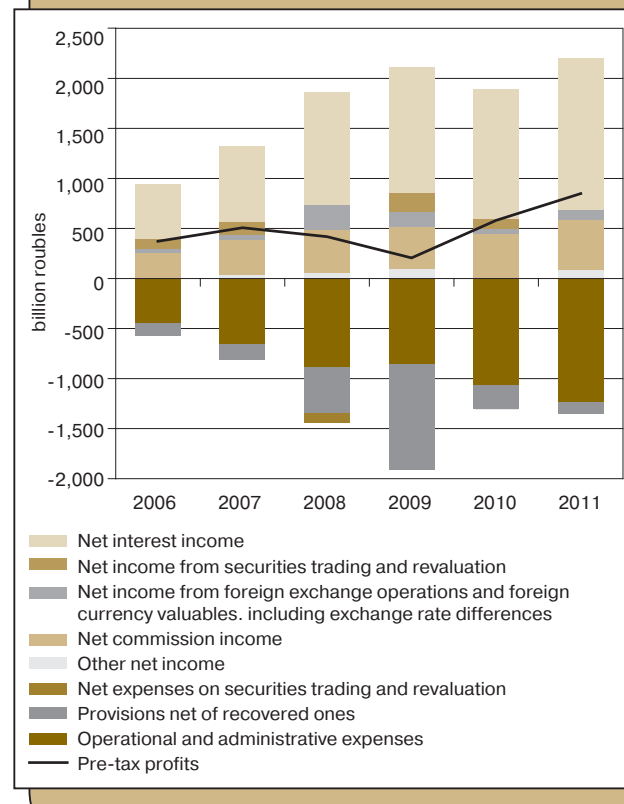 2,500
2,000
1,500
1,000
500
0
-500
-1,000
-1,500
-2,000
billion roubles
2006 2007 2008 2009 2010 2011
Net interest income
Net income from securities trading and revaluation
Net income from foreign exchange operations and foreign
currency valuables. including exchange rate differences
Net commission income
Other net income
Net expenses on securities trading and revaluation
Provisions net of recovered ones
Operational and administrative expenses
Pre-tax profits